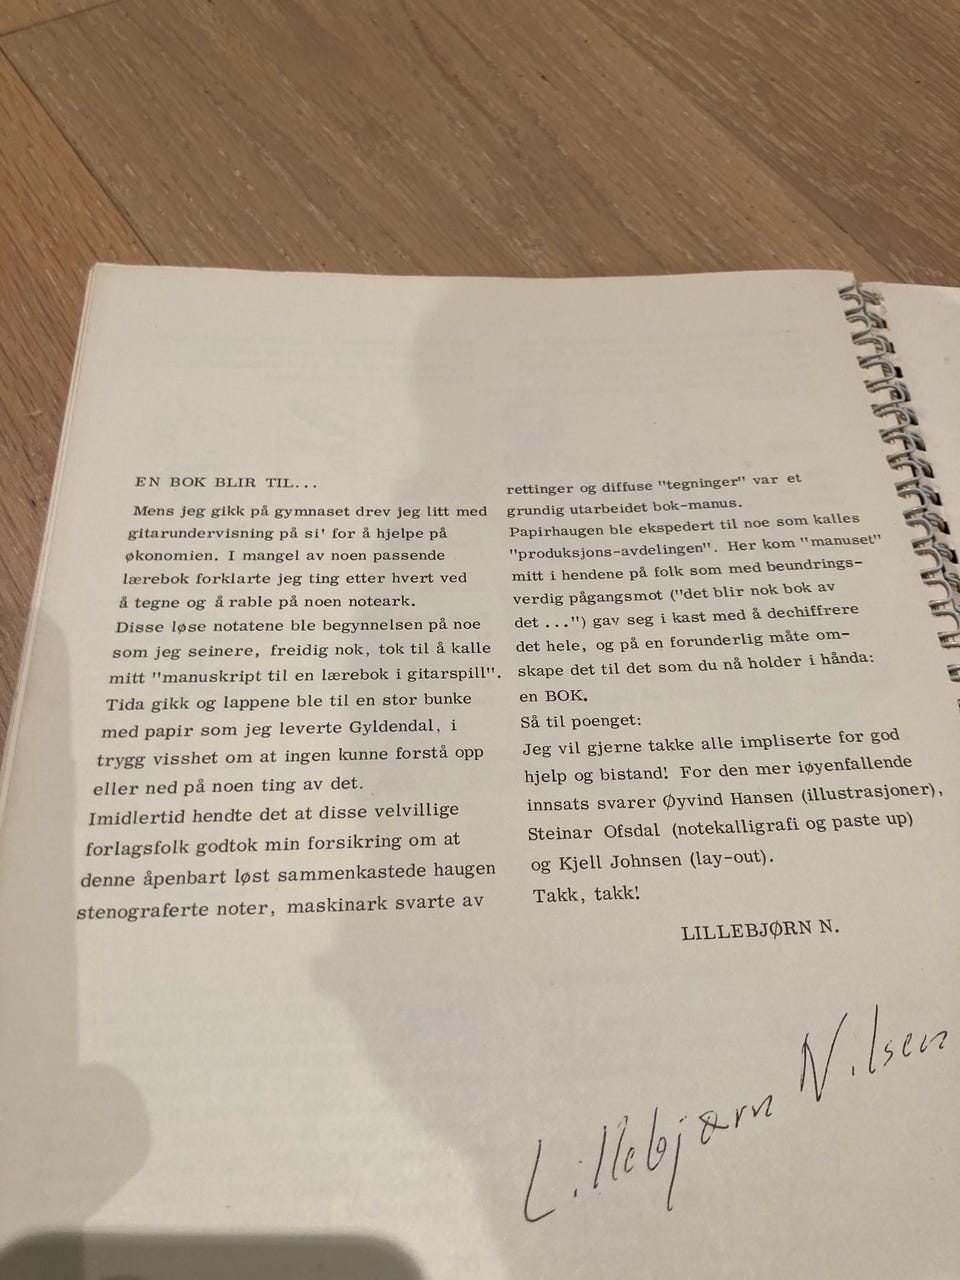 EN BOK BLIR TIL...
Mens jeg gikk på gymnaset drev jeg litt med
gitarundervisning på si' for å hjelpe på
økonomien. I mangel av noen passende
lærebok forklarte jeg ting etter hvert ved
å tegne og å rable på noen noteark.
Disse løse notatene ble begynnelsen på noe
som jeg seinere, freidig nok, tok til å kalle
mitt "manuskript til en lærebok i gitarspill".
Tida gikk og lappene ble til en stor bunke
med papir som jeg leverte Gyldendal, i
trygg visshet om at ingen kunne forstå opp
eller ned på noen ting av det.
Imidlertid hendte det at disse velvillige
forlagsfolk godtok min forsikring om at
denne åpenbart løst sammenkastede haugen
stenograferte noter, maskinark svarte av
rettinger og diffuse "tegninger" var et
grundig utarbeidet bok-manus.
Papirhaugen ble ekspedert til noe som kalles
"produksjons-avdelingen". Her kom "manuset"
mitt i hendene på folk som med beundrings-
verdig pågangsmot ("det blir nok bok av
det ...") gav seg i kast med å dechiffrere
det hele, og på en forunderlig måte om-
skape det til det som du nå holder i hånda:
en BOK.
Så til poenget:
Jeg vil gjerne takke alle impliserte for god
hjelp og bistand! For den mer iøyenfallende
innsats svarer Øyvind Hansen (illustrasjoner),
Steinar Ofsdal (notekalligrafi og paste up)
og Kjell Johnsen (lay-out).
Takk, takk!
LILLEBJØRN N.
Lillebjørn Nilsen